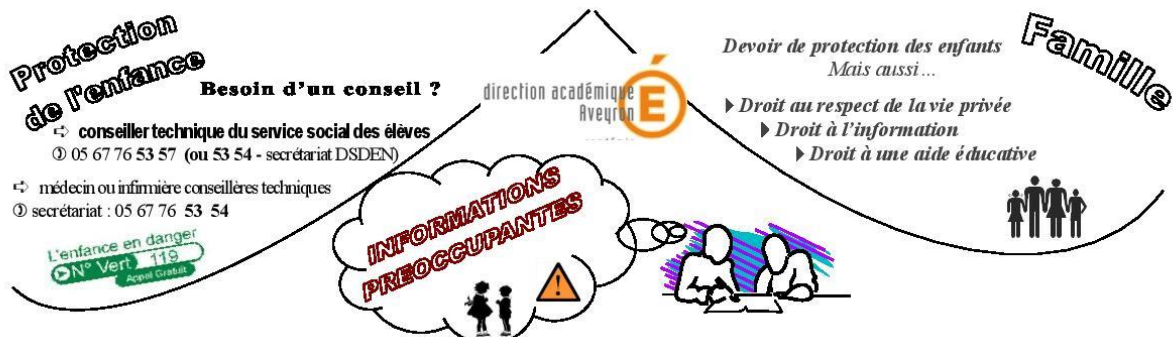 Protection
de l'enfance
Besoin d'un conseil ?
➪ conseiller technique du service social des élèves
✆ 05 67 76 53 57 (ou 53 54 - secrétariat DSDEN)
➪ médecin ou infirmière conseillères techniques
✆ secrétariat : 05 67 76 53 54
L'enfance en danger
N° Vert 119
Appel Gratuit
direction académique
Aveyron
É
INFORMATIONS
PREOCCUPANTES
Famille
Devoir de protection des enfants
Mais aussi ...
Droit au respect de la vie privée
Droit à l'information
Droit à une aide éducative